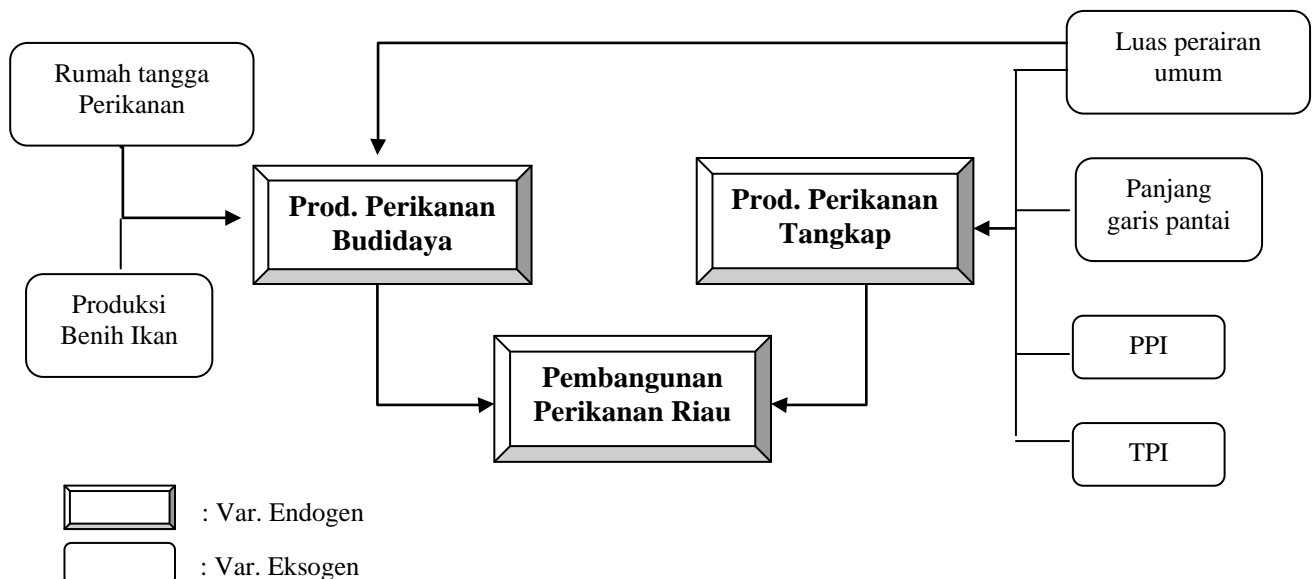 Luas perairan
umum
Rumah tangga
Perikanan
Prod. Perikanan
Budidaya
Prod. Perikanan
Tangkap
Panjang
garis pantai
Produksi
Benih Ikan
PPI
Pembangunan
Perikanan Riau
TPI
: Var. Endogen
: Var. Eksogen